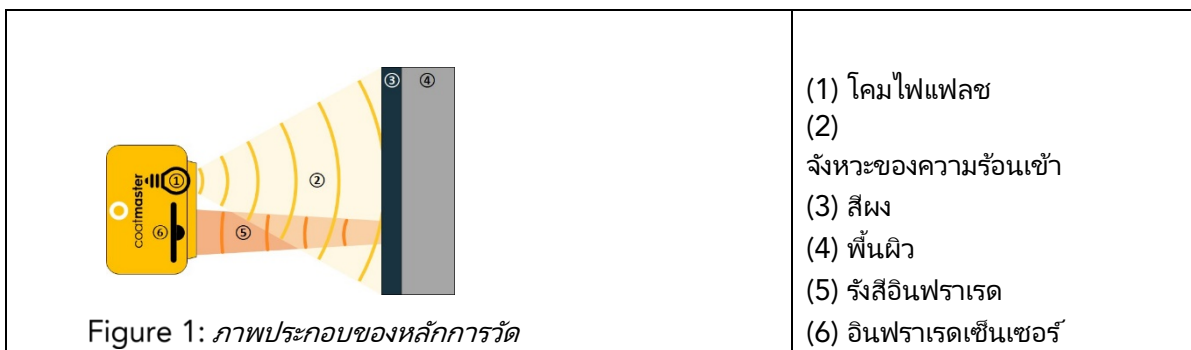 ③ ④
①
②
coatmaster
⑥ ⑤
Figure 1: ภาพประกอบของหลักการวัด
(1) โคมไฟแฟลช
(2)
จังหวะของความร้อนเข้า
(3) สีผง
(4) พื้นผิว
(5) รังสีอินฟราเรด
(6) อินฟราเรดเซ็นเซอร์